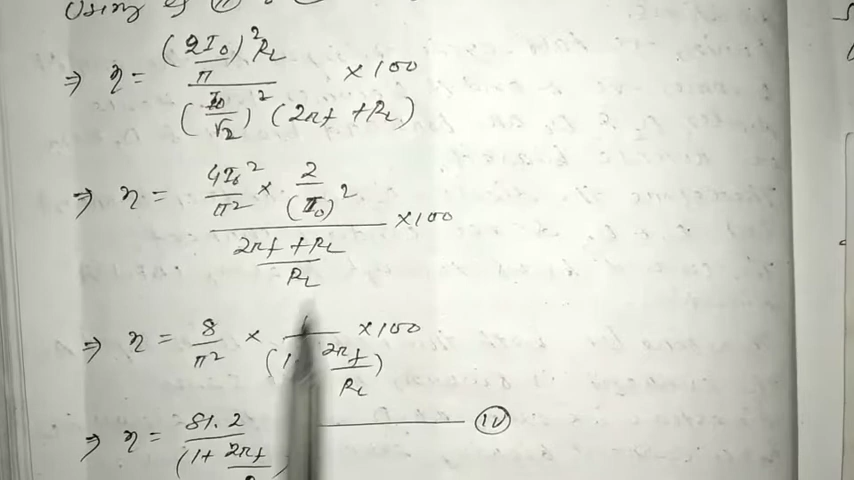 Using
⇒ η = (2I₀/π)² R_L / (I₀/√2)² (2r_f + R_L) × 100
⇒ η = 4I₀²/π² × 2/(I₀)² / (2r_f + R_L)/R_L × 100
⇒ η = 8/π² × 1/(1 2r_f/R_L) × 100
⇒ η = 81.2/(1 + 2r_f (iv)